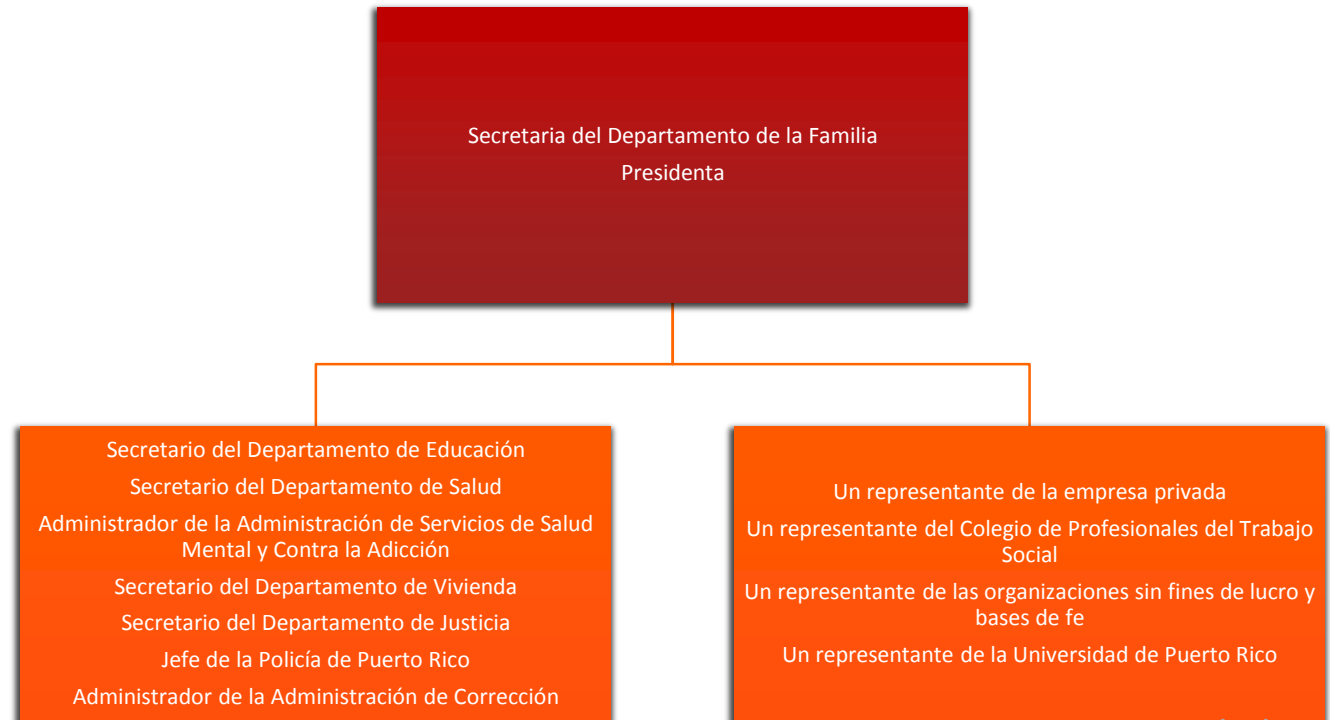 Secretaria del Departamento de la Familia
Presidenta
Secretario del Departamento de Educación
Secretario del Departamento de Salud
Administrador de la Administración de Servicios de Salud
Mental y Contra la Adicción
Secretario del Departamento de Vivienda
Secretario del Departamento de Justicia
Jefe de la Policía de Puerto Rico
Administrador de la Administración de Corrección
Un representante de la empresa privada
Un representante del Colegio de Profesionales del Trabajo
Social
Un representante de las organizaciones sin fines de lucro y
bases de fe
Un representante de la Universidad de Puerto Rico